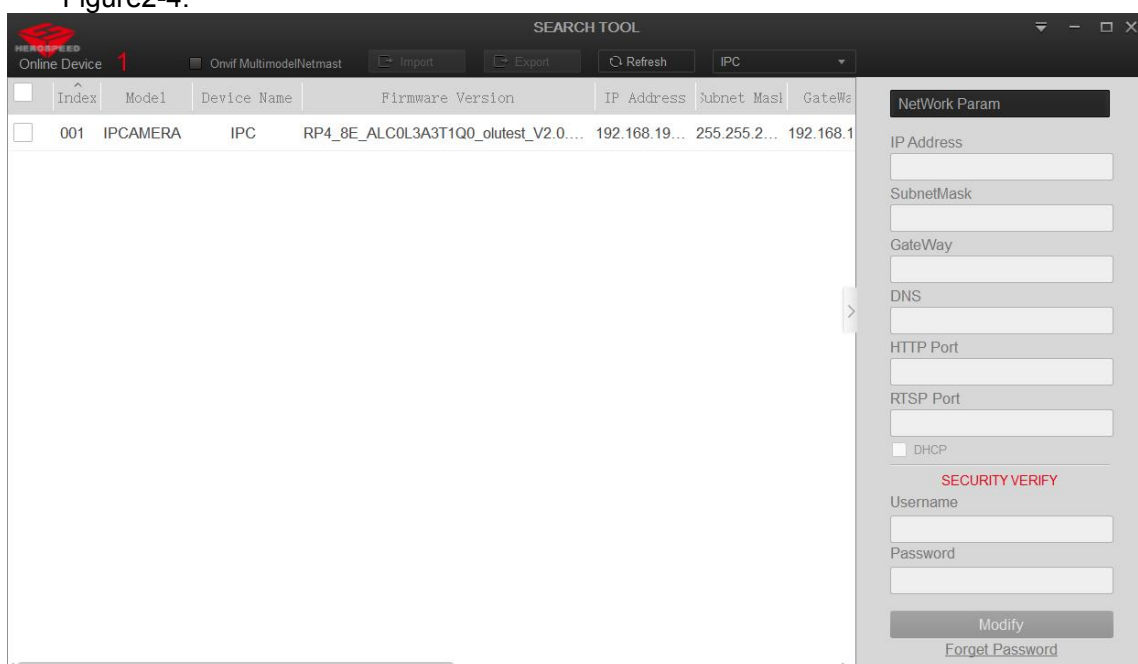 Figure2-4.
SEARCH TOOL
HEROSPEED
Online Device 1 Onvif MultimodelNetmast Import Export Refresh IPC
Index Model Device Name Firmware Version IP Address Subnet Mask GateWa
001 IPCAMERA IPC RP4_8E_ALC0L3A3T1Q0_olutest_V2.0.... 192.168.19... 255.255.2... 192.168.1
NetWork Param
IP Address
SubnetMask
GateWay
DNS
HTTP Port
RTSP Port
DHCP
SECURITY VERIFY
Username
Password
Modify
Forget Password